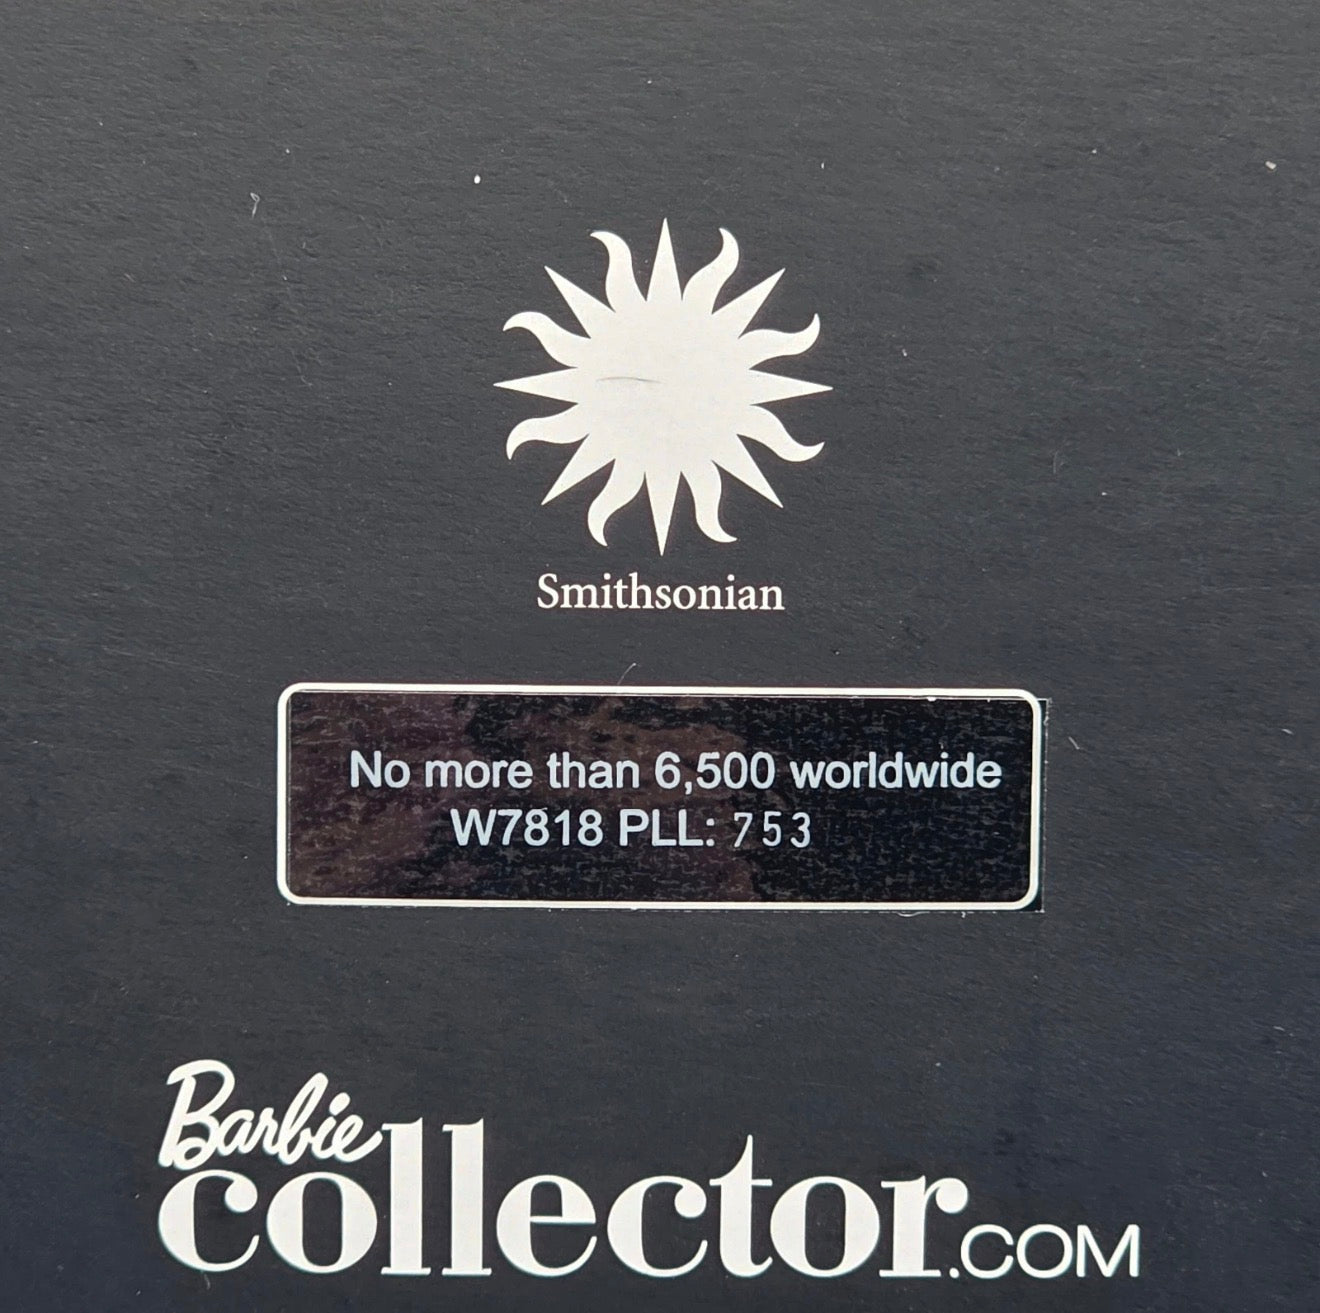 Smithsonian
No more than 6,500 worldwide
W7818 PLL: 753
Barbie
collector.COM